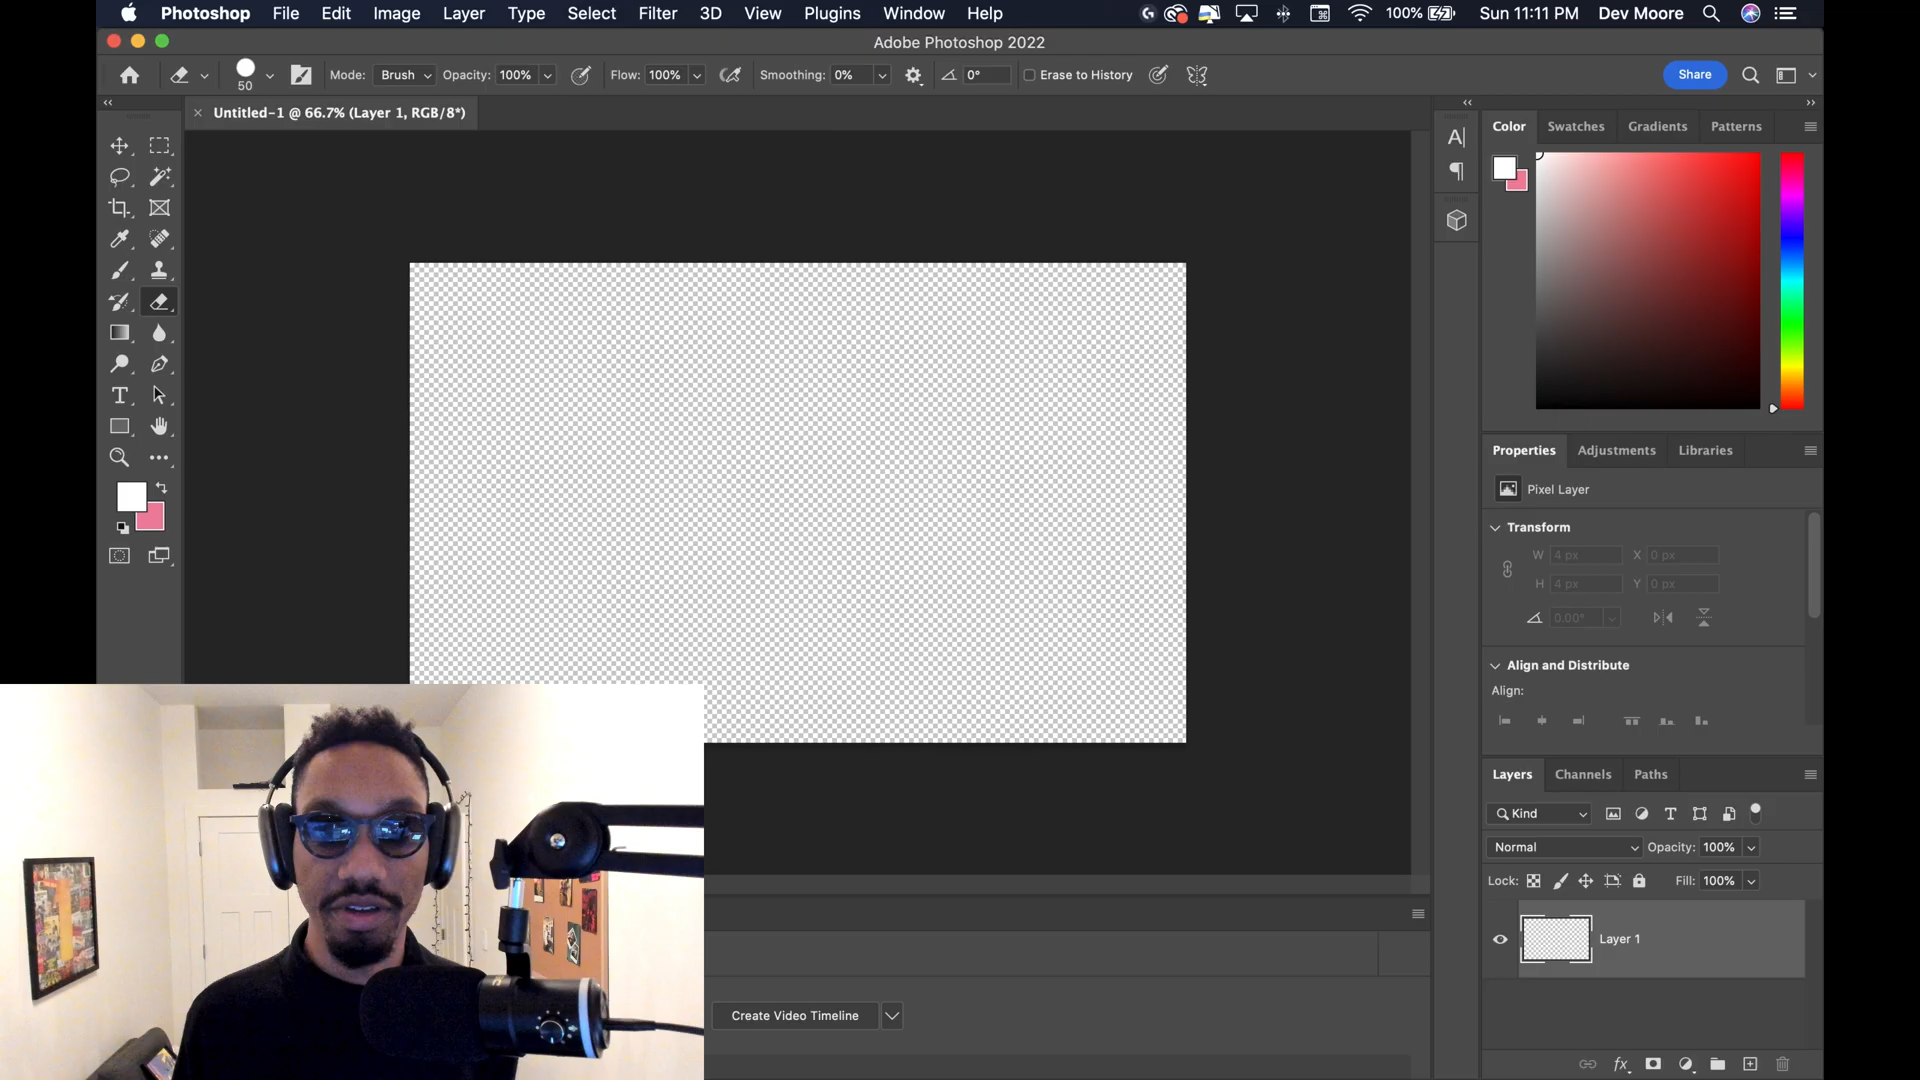 Photoshop File Edit Image Layer Type Select Filter 3D View Plugins Window Help 100% Sun 11:11 PM Dev Moore
Adobe Photoshop 2022
50 Mode: Brush Opacity: 100% Flow: 100% Smoothing: 0% 0° Erase to History Share
Untitled-1 @ 66.7% (Layer 1, RGB/8*)
Color Swatches Gradients Patterns
Properties Adjustments Libraries
Pixel Layer
Transform
W 4 px X 0 px
H 4 px Y 0 px
0.00°
Align and Distribute
Align:
Layers Channels Paths
Kind
Normal Opacity: 100%
Lock: Fill: 100%
Layer 1
Create Video Timeline